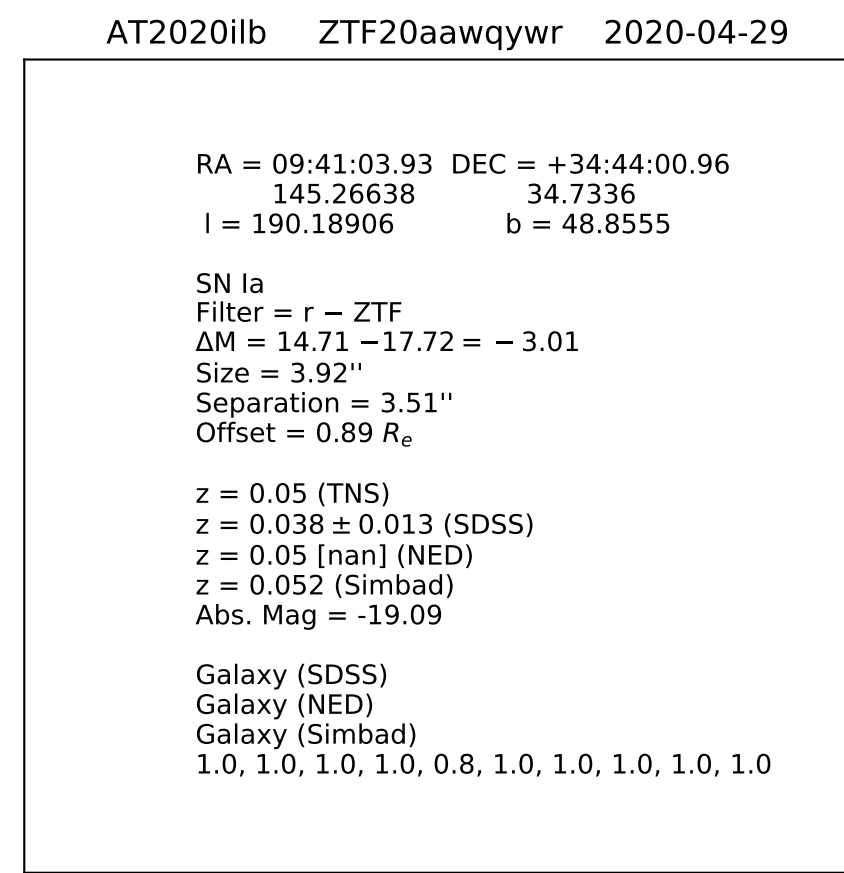 AT2020ilb ZTF20aawqywr 2020-04-29
RA = 09:41:03.93 DEC = +34:44:00.96
145.26638 34.7336
l = 190.18906 b = 48.8555
SN Ia
Filter = r − ZTF
ΔM = 14.71 −17.72 = − 3.01
Size = 3.92''
Separation = 3.51''
Offset = 0.89 Rₑ
z = 0.05 (TNS)
z = 0.038 ± 0.013 (SDSS)
z = 0.05 [nan] (NED)
z = 0.052 (Simbad)
Abs. Mag = -19.09
Galaxy (SDSS)
Galaxy (NED)
Galaxy (Simbad)
1.0, 1.0, 1.0, 1.0, 0.8, 1.0, 1.0, 1.0, 1.0, 1.0